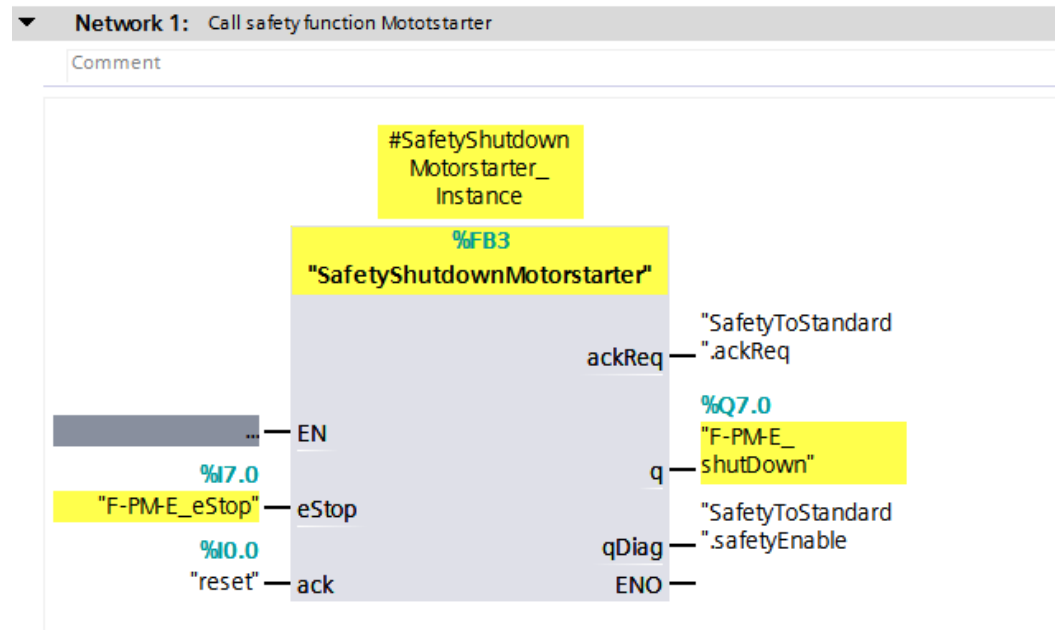 Network 1: Call safety function Mototstarter
Comment
#SafetyShutdown
Motorstarter_
Instance
%FB3
"SafetyShutdownMotorstarter"
"SafetyToStandard
ackReq
".ackReq
%Q7.0
"F-PM-E_
... EN
shutDown"
q
%I7.0
"F-PM-E_eStop" eStop
"SafetyToStandard
qDiag ".safetyEnable
%I0.0
"reset" ack
ENO